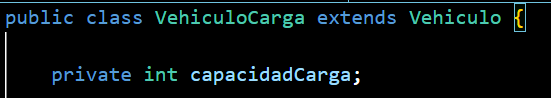 public class VehiculoCarga extends Vehiculo {
private int capacidadCarga;